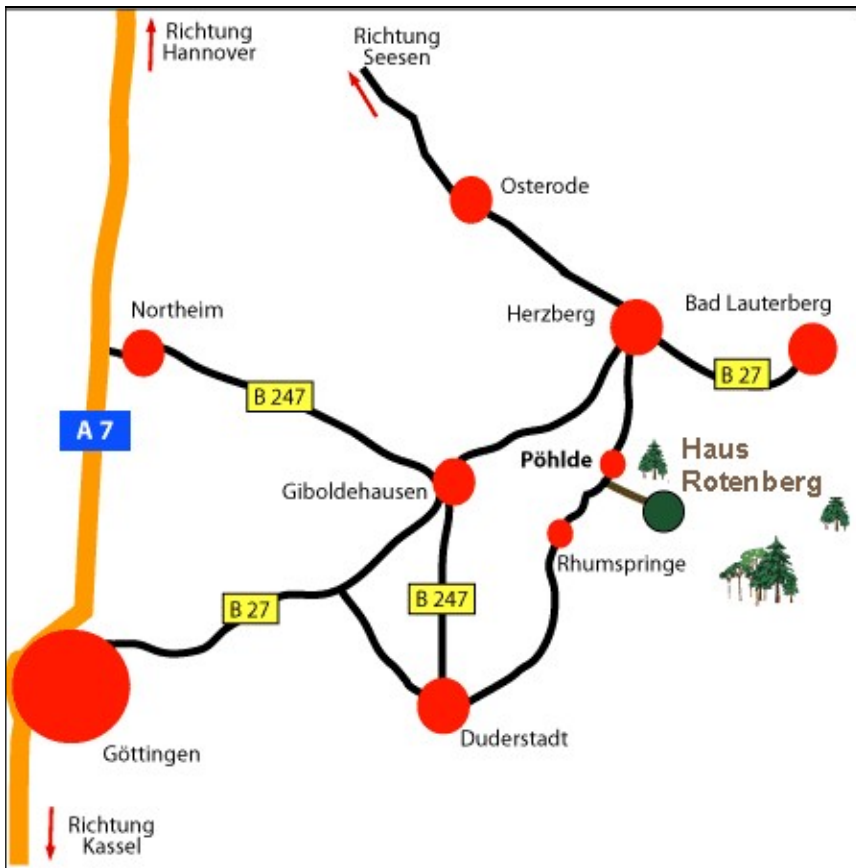 Richtung
Hannover
Richtung
Seesen
Osterode
Northeim
Herzberg
Bad Lauterberg
B 27
B 247
A 7
Pöhlde
Haus
Rotenberg
Giboldehausen
Rhumspringe
B 27
B 247
Göttingen
Duderstadt
Richtung
Kassel